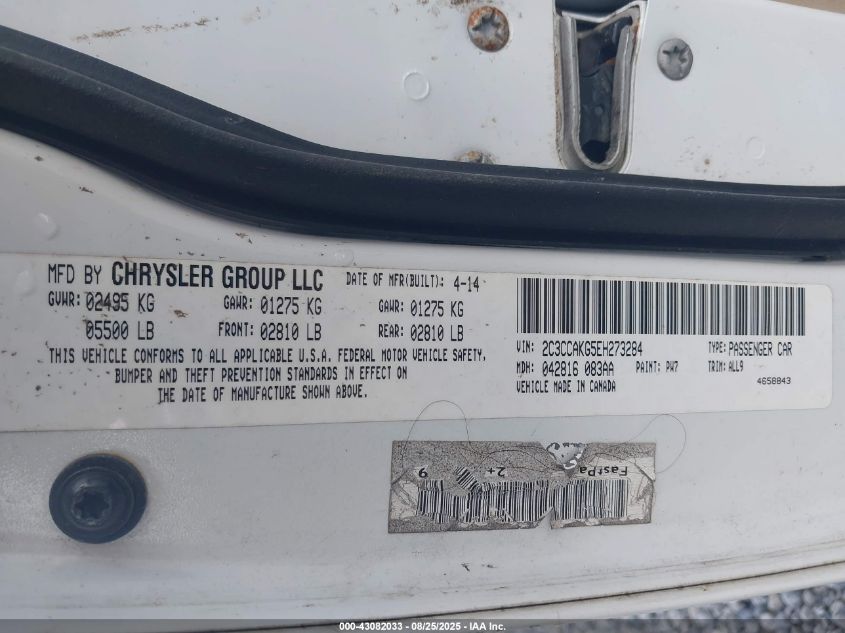 MFD BY CHRYSLER GROUP LLC DATE OF MFR(BUILT): 4-14
GVWR: 02495 KG GAWR: 01275 KG GAWR: 01275 KG
05500 LB FRONT: 02810 LB REAR: 02810 LB
THIS VEHICLE CONFORMS TO ALL APPLICABLE U.S.A. FEDERAL MOTOR VEHICLE SAFETY,
BUMPER AND THEFT PREVENTION STANDARDS IN EFFECT ON
THE DATE OF MANUFACTURE SHOWN ABOVE.
VIN: 2C3CCAKG5EH273284 TYPE: PASSENGER CAR
MDH: 042816 083AA PAINT: PW7 TRIM: ALL9
VEHICLE MADE IN CANADA 4658843
9 2+ FastPa
000-43082033 - 08/25/2025 - IAA Inc.